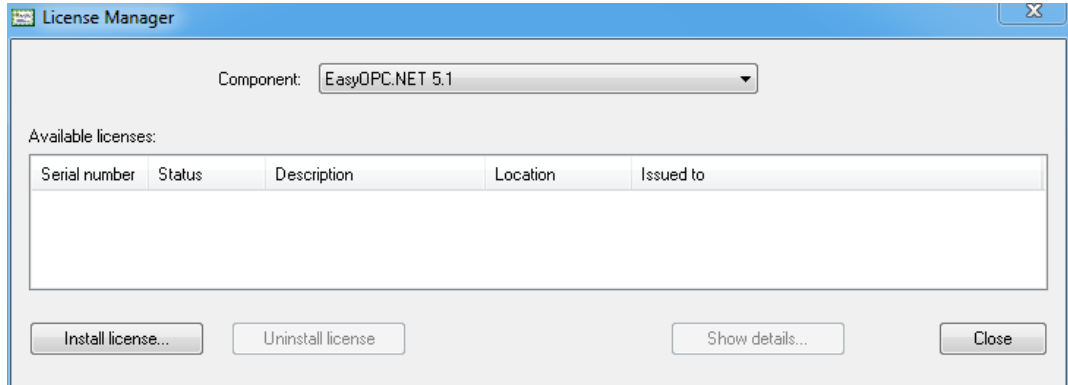 License Manager
Component: EasyOPC.NET 5.1
Available licenses:
Serial number Status Description Location Issued to
Install license... Uninstall license Show details... Close